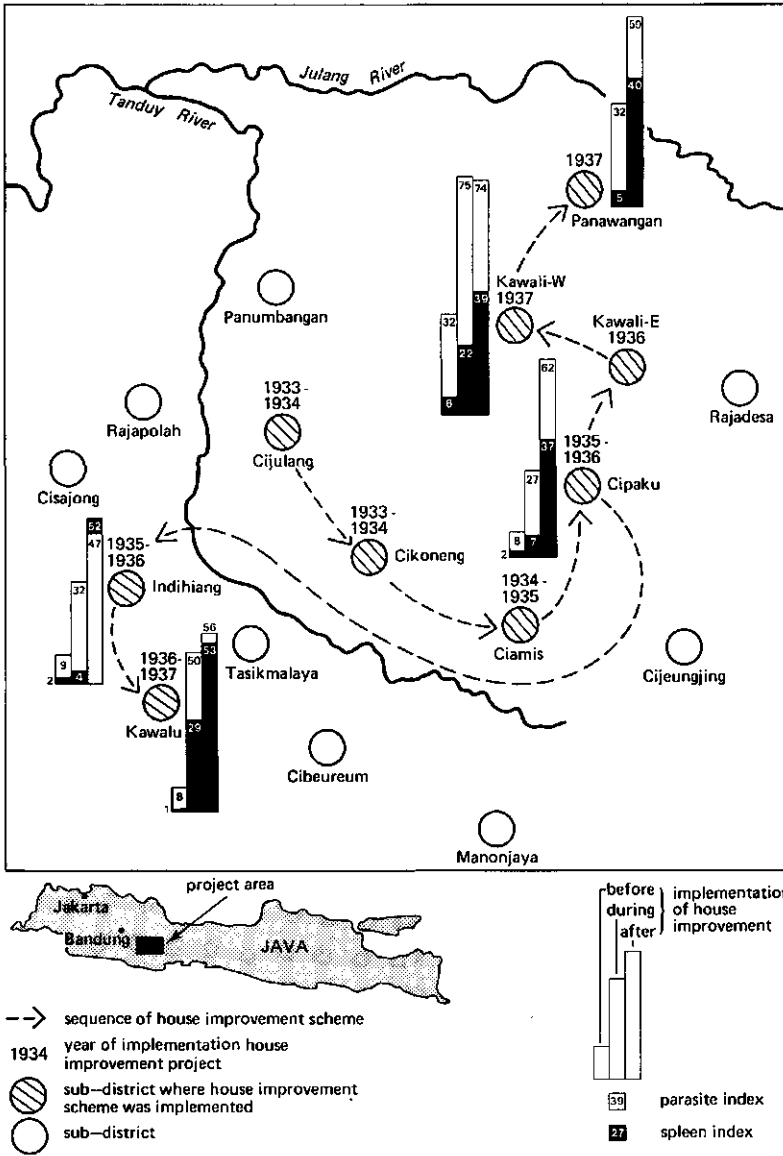 Julang River
Tanduy River
59
40
32
5
1937
Panawangan
75
74
39
32
22
6
Kawali-W
1937
Kawali-E
1936
Panumbangan
Rajadesa
Rajapolah
1933-
1934
Cijulang
62
37
27
8
7
2
1935-
1936
Cipaku
Cisajong
1933-
1934
Cikoneng
52
47
32
9
4
2
1935-
1936
Indihiang
1934-
1935
Ciamis
Tasikmalaya
Cijeungjing
56
53
50
29
8
1
1936-
1937
Kawalu
Cibeureum
Manonjaya
project area
Jakarta
Bandung
JAVA
before
during
after
implementation
of house
improvement
sequence of house improvement scheme
1934 year of implementation house
improvement project
sub-district where house improvement
scheme was implemented
sub-district
39 parasite index
27 spleen index